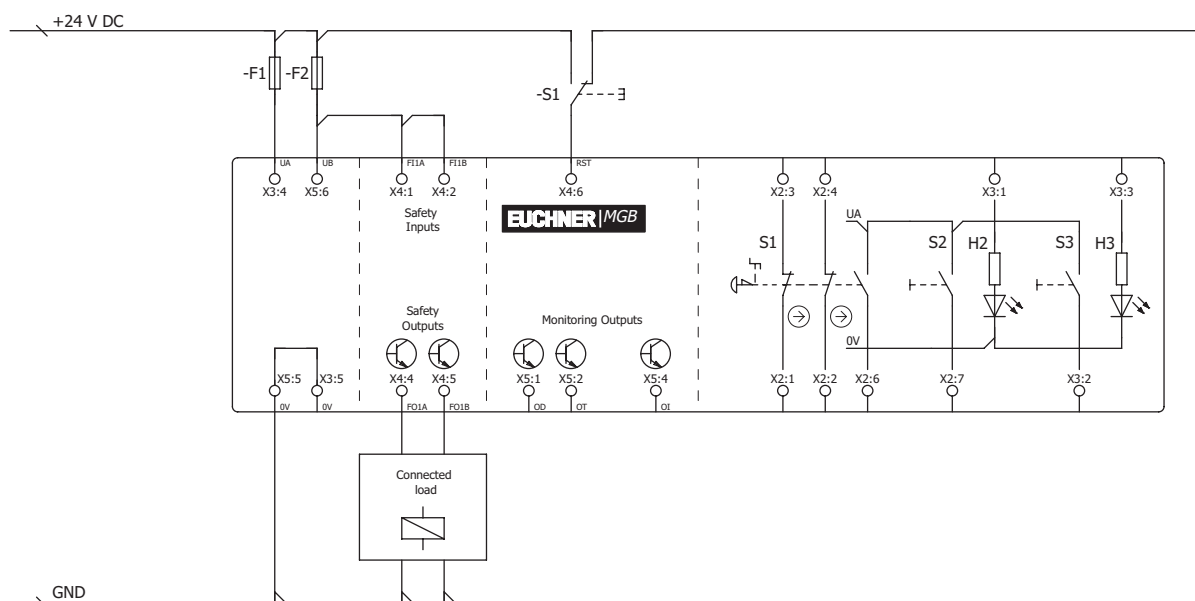 +24 V DC
-F1
-F2
-S1
UA
UB
FI1A
FI1B
RST
X3:4
X5:6
X4:1
X4:2
X4:6
X2:3
X2:4
X3:1
X3:3
Safety
Inputs
EUCHNER|MGB
UA
S1
S2
H2
S3
H3
Safety
Outputs
Monitoring Outputs
0V
X5:5
X3:5
X4:4
X4:5
X5:1
X5:2
X5:4
X2:1
X2:2
X2:6
X2:7
X3:2
0V
0V
FO1A
FO1B
OD
OT
OI
Connected
load
GND